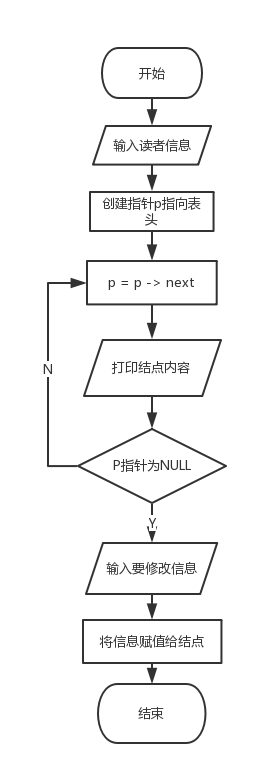 开始
输入读者信息
创建指针p指向表
头
p = p -> next
打印结点内容
N
P指针为NULL
Y
输入要修改信息
将信息赋值给结点
结束